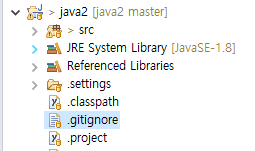 > java2 [java2 master]
> src
JRE System Library [JavaSE-1.8]
Referenced Libraries
.settings
.classpath
.gitignore
.project